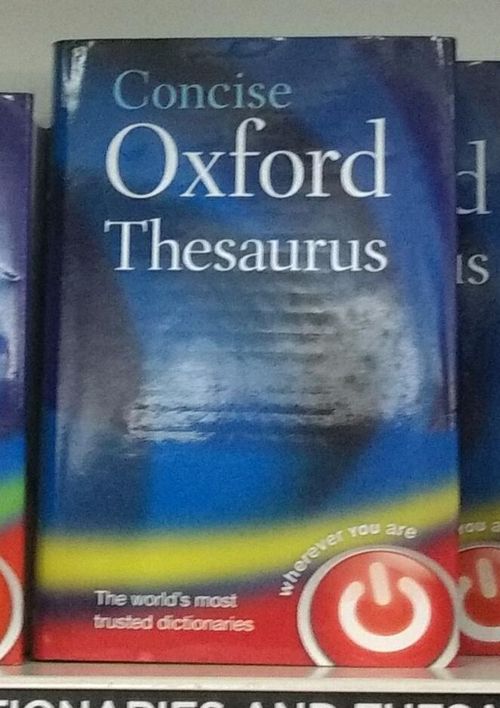 Concise
Oxford
Thesaurus
wherever you are
The world's most
trusted dictionaries